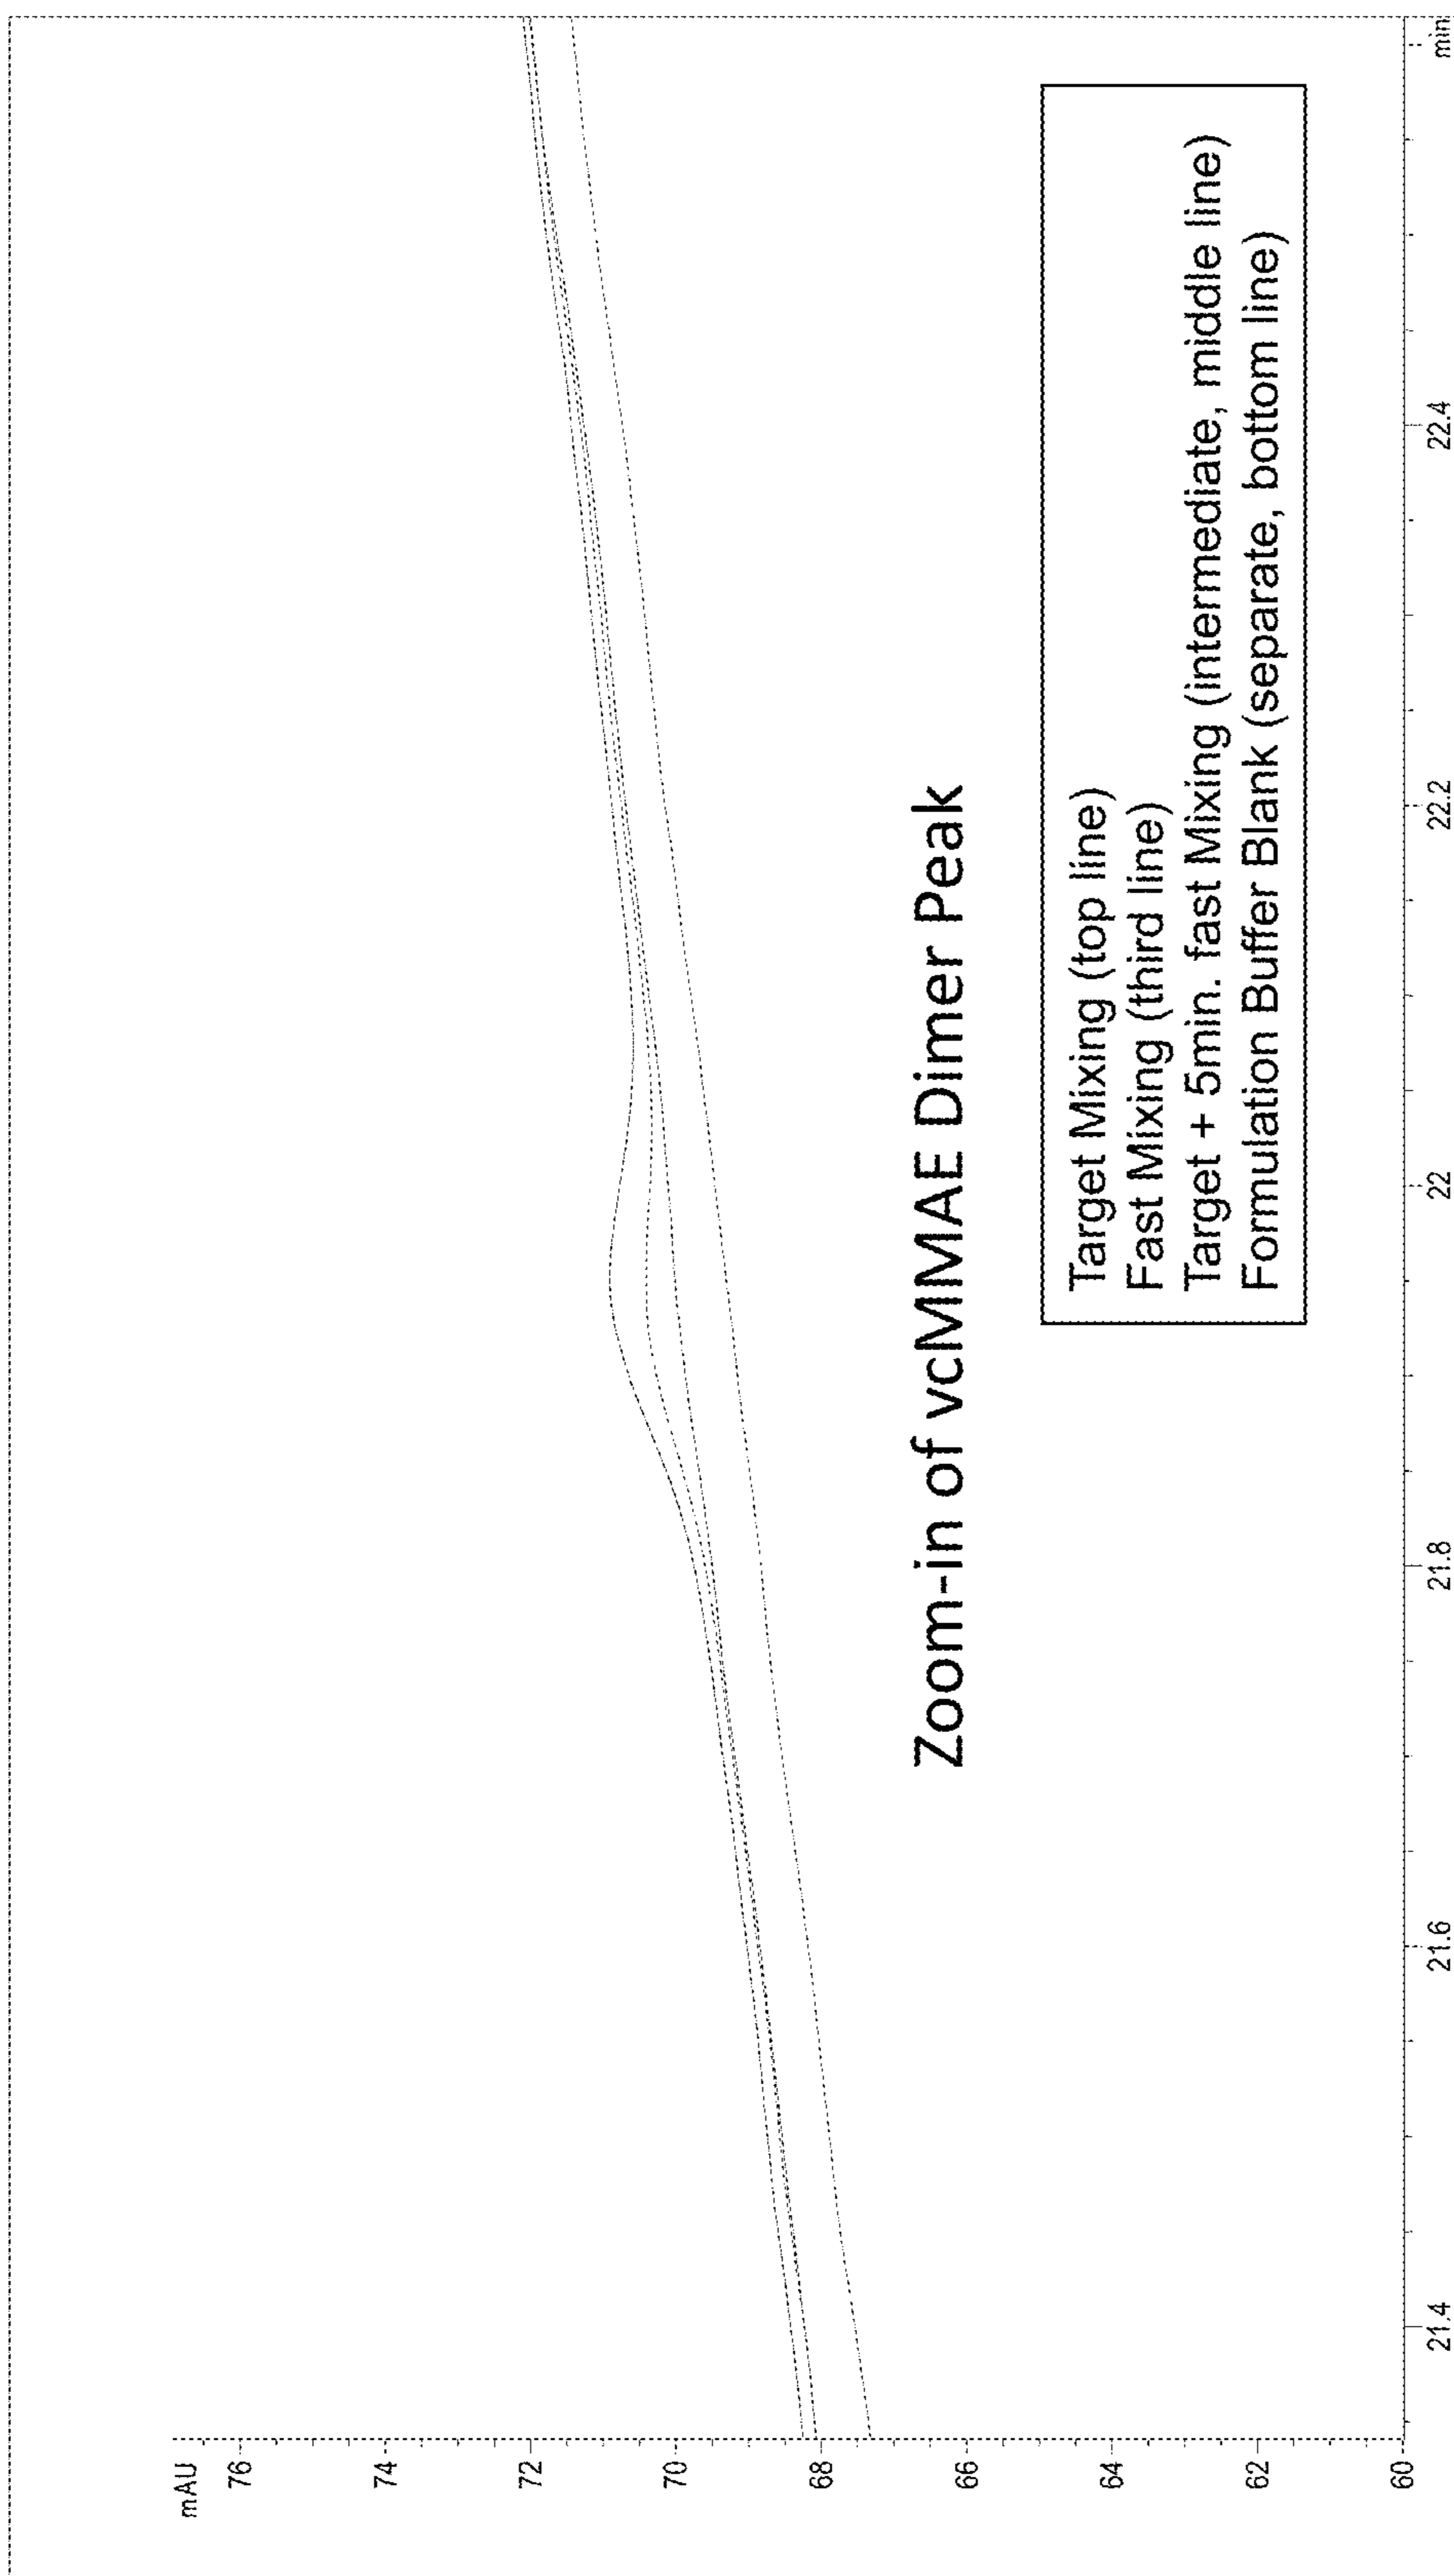 mAU
76
74
72
70
68
66
64
62
60
Zoom-in of vcMMAE Dimer Peak
Target Mixing (top line)
Fast Mixing (third line)
Target + 5min. fast Mixing (intermediate, middle line)
Formulation Buffer Blank (separate, bottom line)
21.4
21.6
21.8
22
22.2
22.4
min